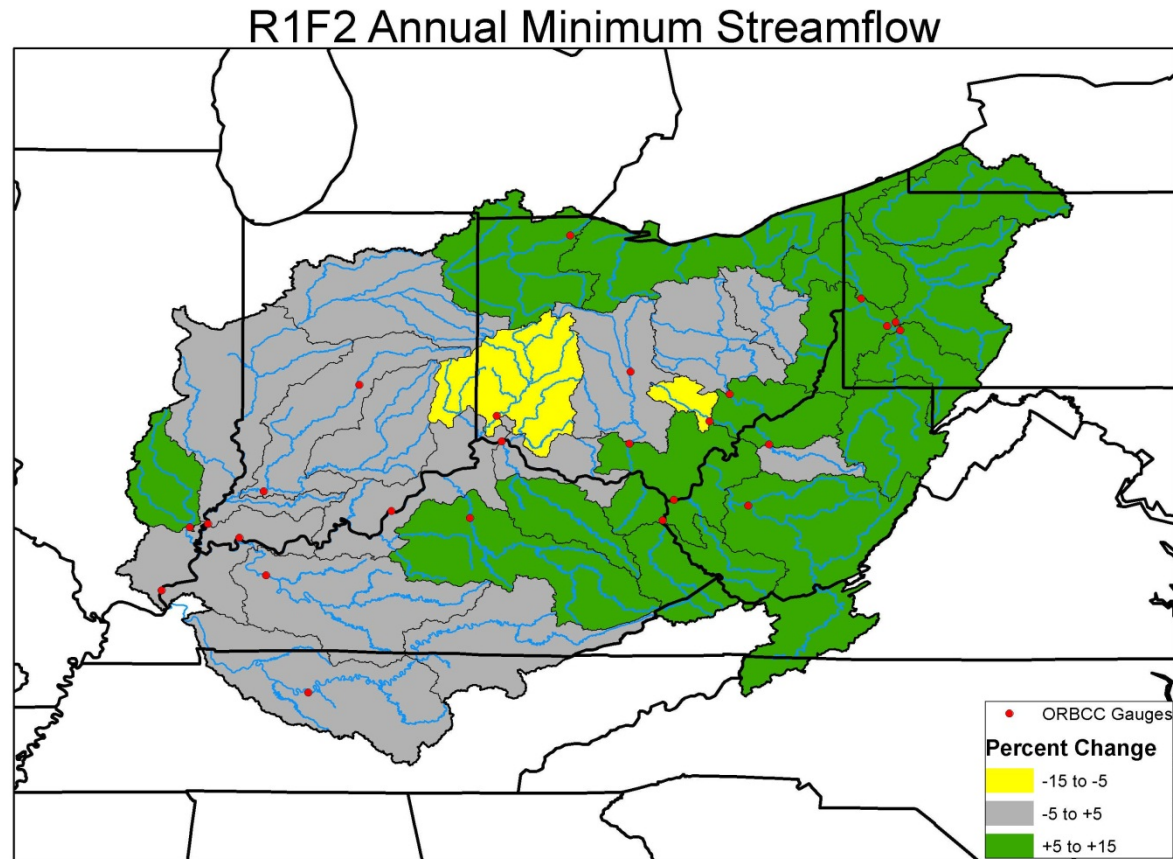 R1F2 Annual Minimum Streamflow
ORBCC Gauges
Percent Change
-15 to -5
-5 to +5
+5 to +15